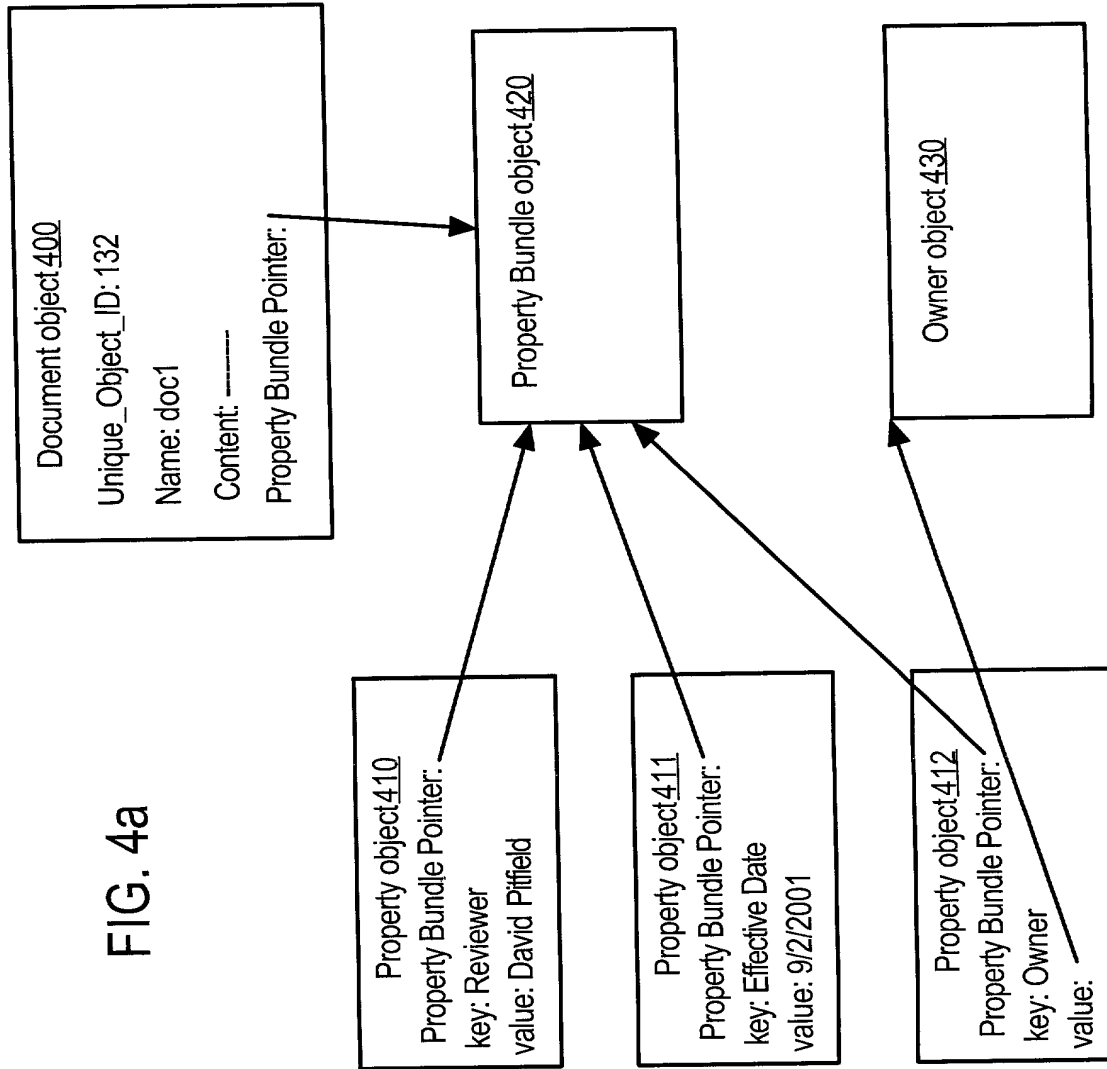 FIG. 4a
Document object 400
Unique_Object_ID: 132
Name: doc1
Content: --------
Property Bundle Pointer:
Property object 410
Property Bundle Pointer:
key: Reviewer
value: David Pitfield
Property Bundle object 420
Property object 411
Property Bundle Pointer:
key: Effective Date
value: 9/2/2001
Property object 412
Property Bundle Pointer:
key: Owner
value:
Owner object 430